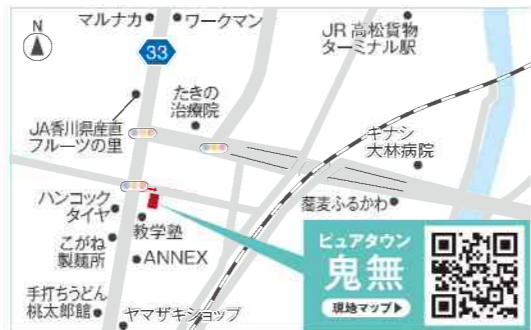 マルナカ
ワークマン
N
33
JR 高松貨物
ターミナル駅
たきの
治療院
JA香川県産直
フルーツの里
キナシ
大林病院
ハンコック
タイヤ
蕎麦ふるかわ
教学塾
こがね
製麺所
ANNEX
ピュアタウン
鬼無
現地マップ▶
手打ちうどん
桃太郎館
ヤマザキショップ